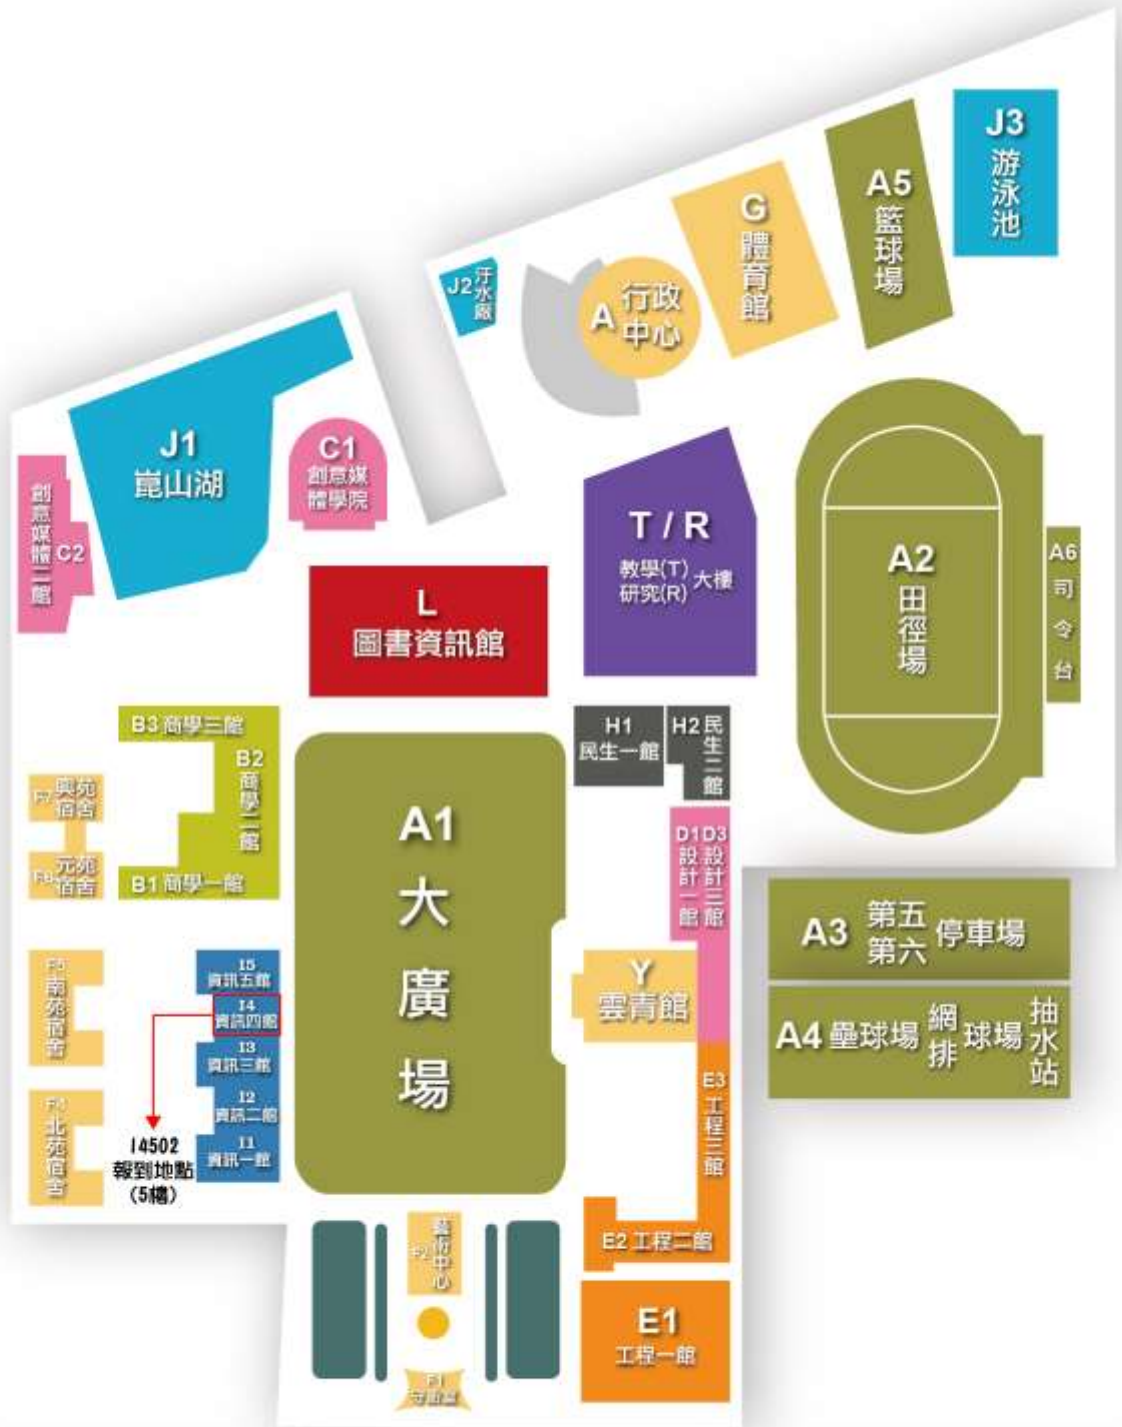 J3
游泳池
A5
籃球場
G
體育館
A 行政
中心
J2 汙水廠
J1
崑山湖
C1
創意媒
體學院
創意媒體二館
C2
T / R
教學(T)
研究(R)
大樓
A2
田徑場
A6
司令台
L
圖書資訊館
B3 商學三館
B2
商學二館
B1 商學一館
H1
民生一館
H2 民生二館
A1
大廣場
F7 興苑
宿舍
元苑
宿舍
D1 設計一館
D3 設計三館
A3 第五
第六
停車場
A4 壘球場 網排球場 抽水站
Y
雲青館
F5
南苑宿舍
F4
北苑宿舍
I5
資訊五館
I4
資訊四館
I3
資訊三館
I2
資訊二館
I1
資訊一館
I4502
報到地點
(5樓)
E3
工程三館
E2 工程二館
E1
工程一館
F2 藝術中心
F1
守衛室